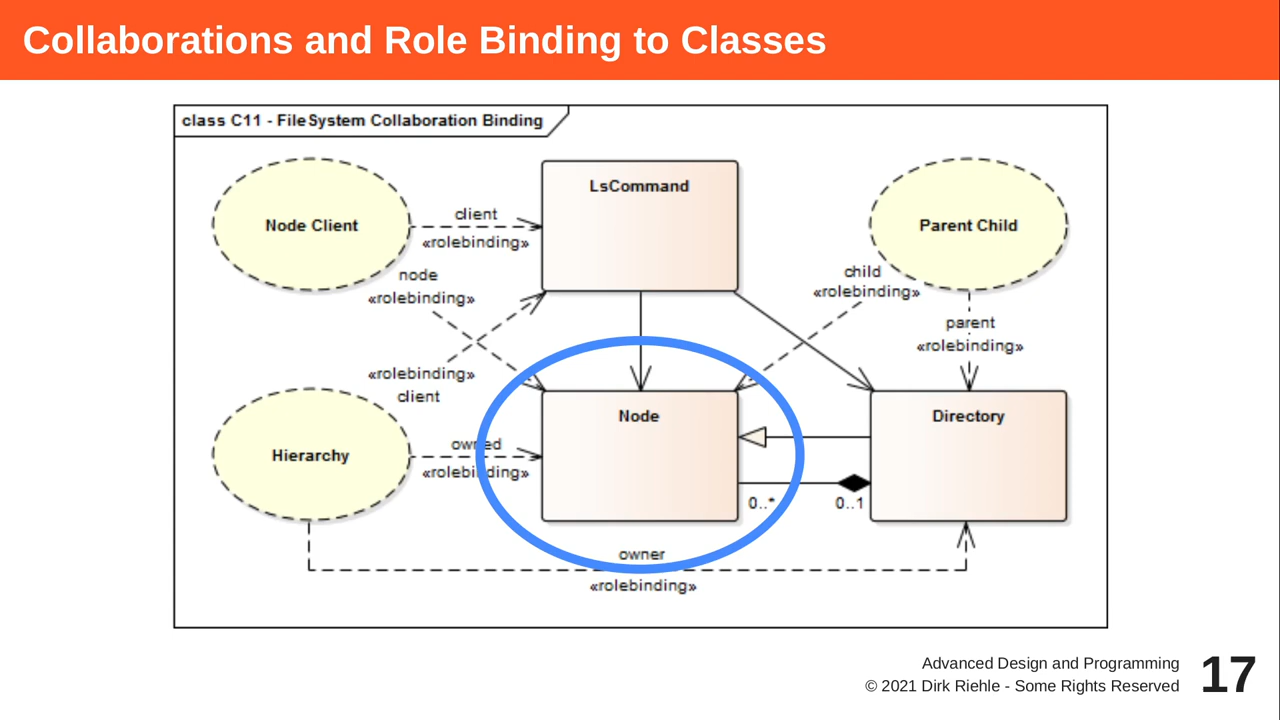 Collaborations and Role Binding to Classes
class C11 - FileSystem Collaboration Binding
Node Client
client
«rolebinding»
LsCommand
Parent Child
node
«rolebinding»
child
«rolebinding»
parent
«rolebinding»
«rolebinding»
client
Hierarchy
owned
«rolebinding»
Node
Directory
0..*
0..1
owner
«rolebinding»
Advanced Design and Programming
© 2021 Dirk Riehle - Some Rights Reserved
17